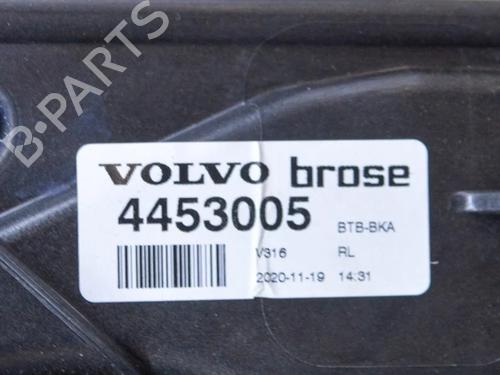 B-PARTS
VOLVO brose
4453005 BTB-BKA
V316 RL
2020-11-19 14:31